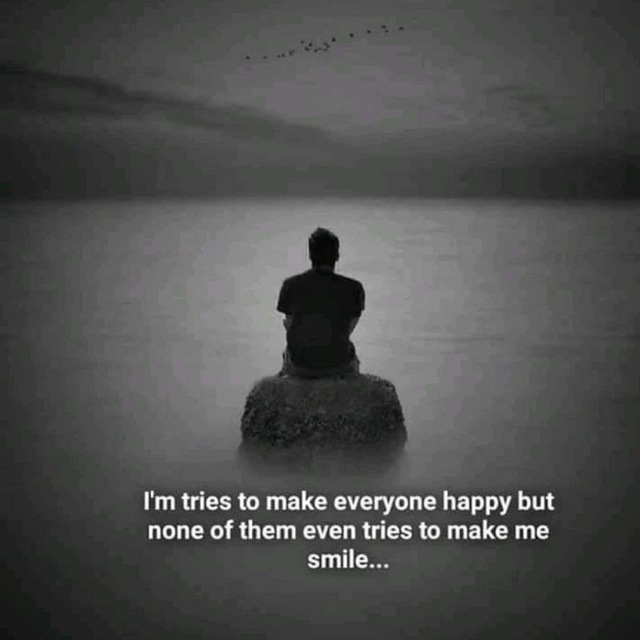 I'm tries to make everyone happy but
none of them even tries to make me
smile...